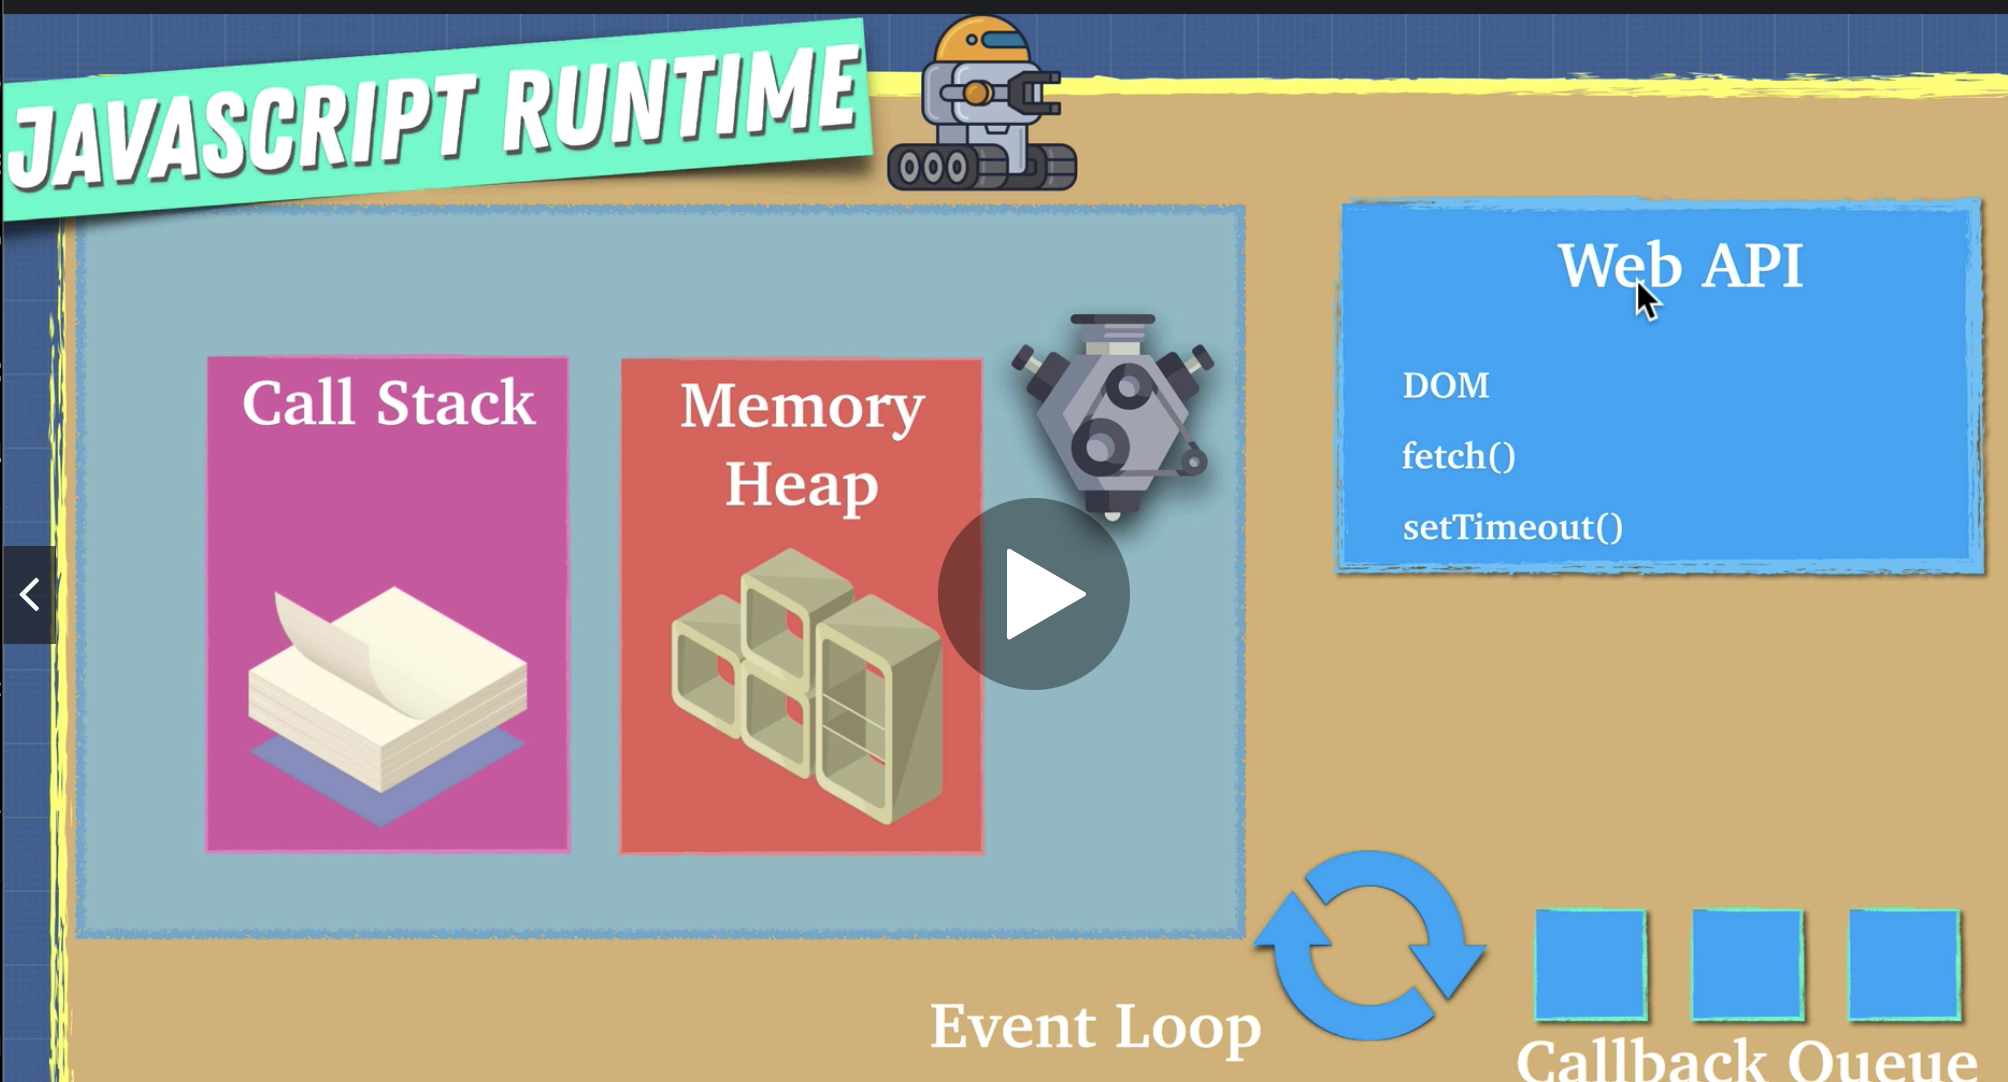 JAVASCRIPT RUNTIME
Web API
DOM
fetch()
setTimeout()
Call Stack
Memory
Heap
Event Loop
Callback Queue